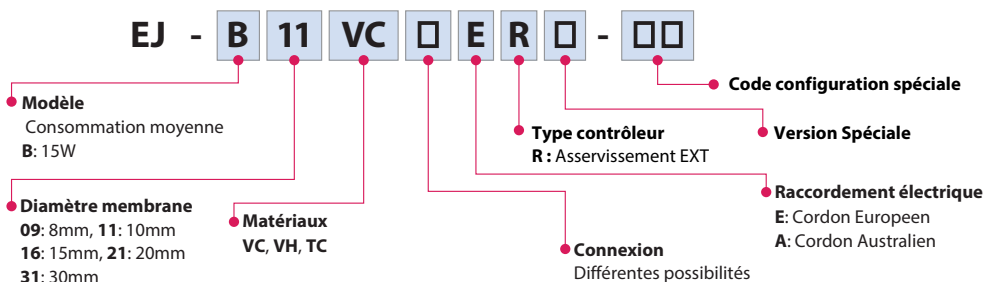 EJ - B 11 VC □ E R □ - □□
Code configuration spéciale
Modèle
Consommation moyenne
B: 15W
Type contrôleur
R : Asservissement EXT
Version Spéciale
Diamètre membrane
09: 8mm, 11: 10mm
16: 15mm, 21: 20mm
31: 30mm
Matériaux
VC, VH, TC
Connexion
Différentes possibilités
Raccordement électrique
E: Cordon Europeen
A: Cordon Australien